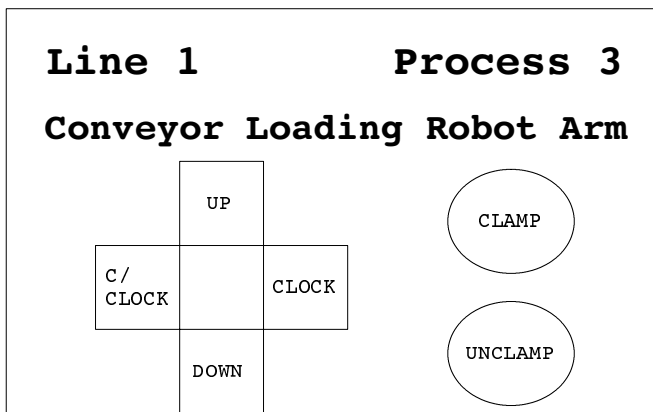 Line 1 Process 3
Conveyor Loading Robot Arm
UP
CLAMP
C/
CLOCK
CLOCK
UNCLAMP
DOWN